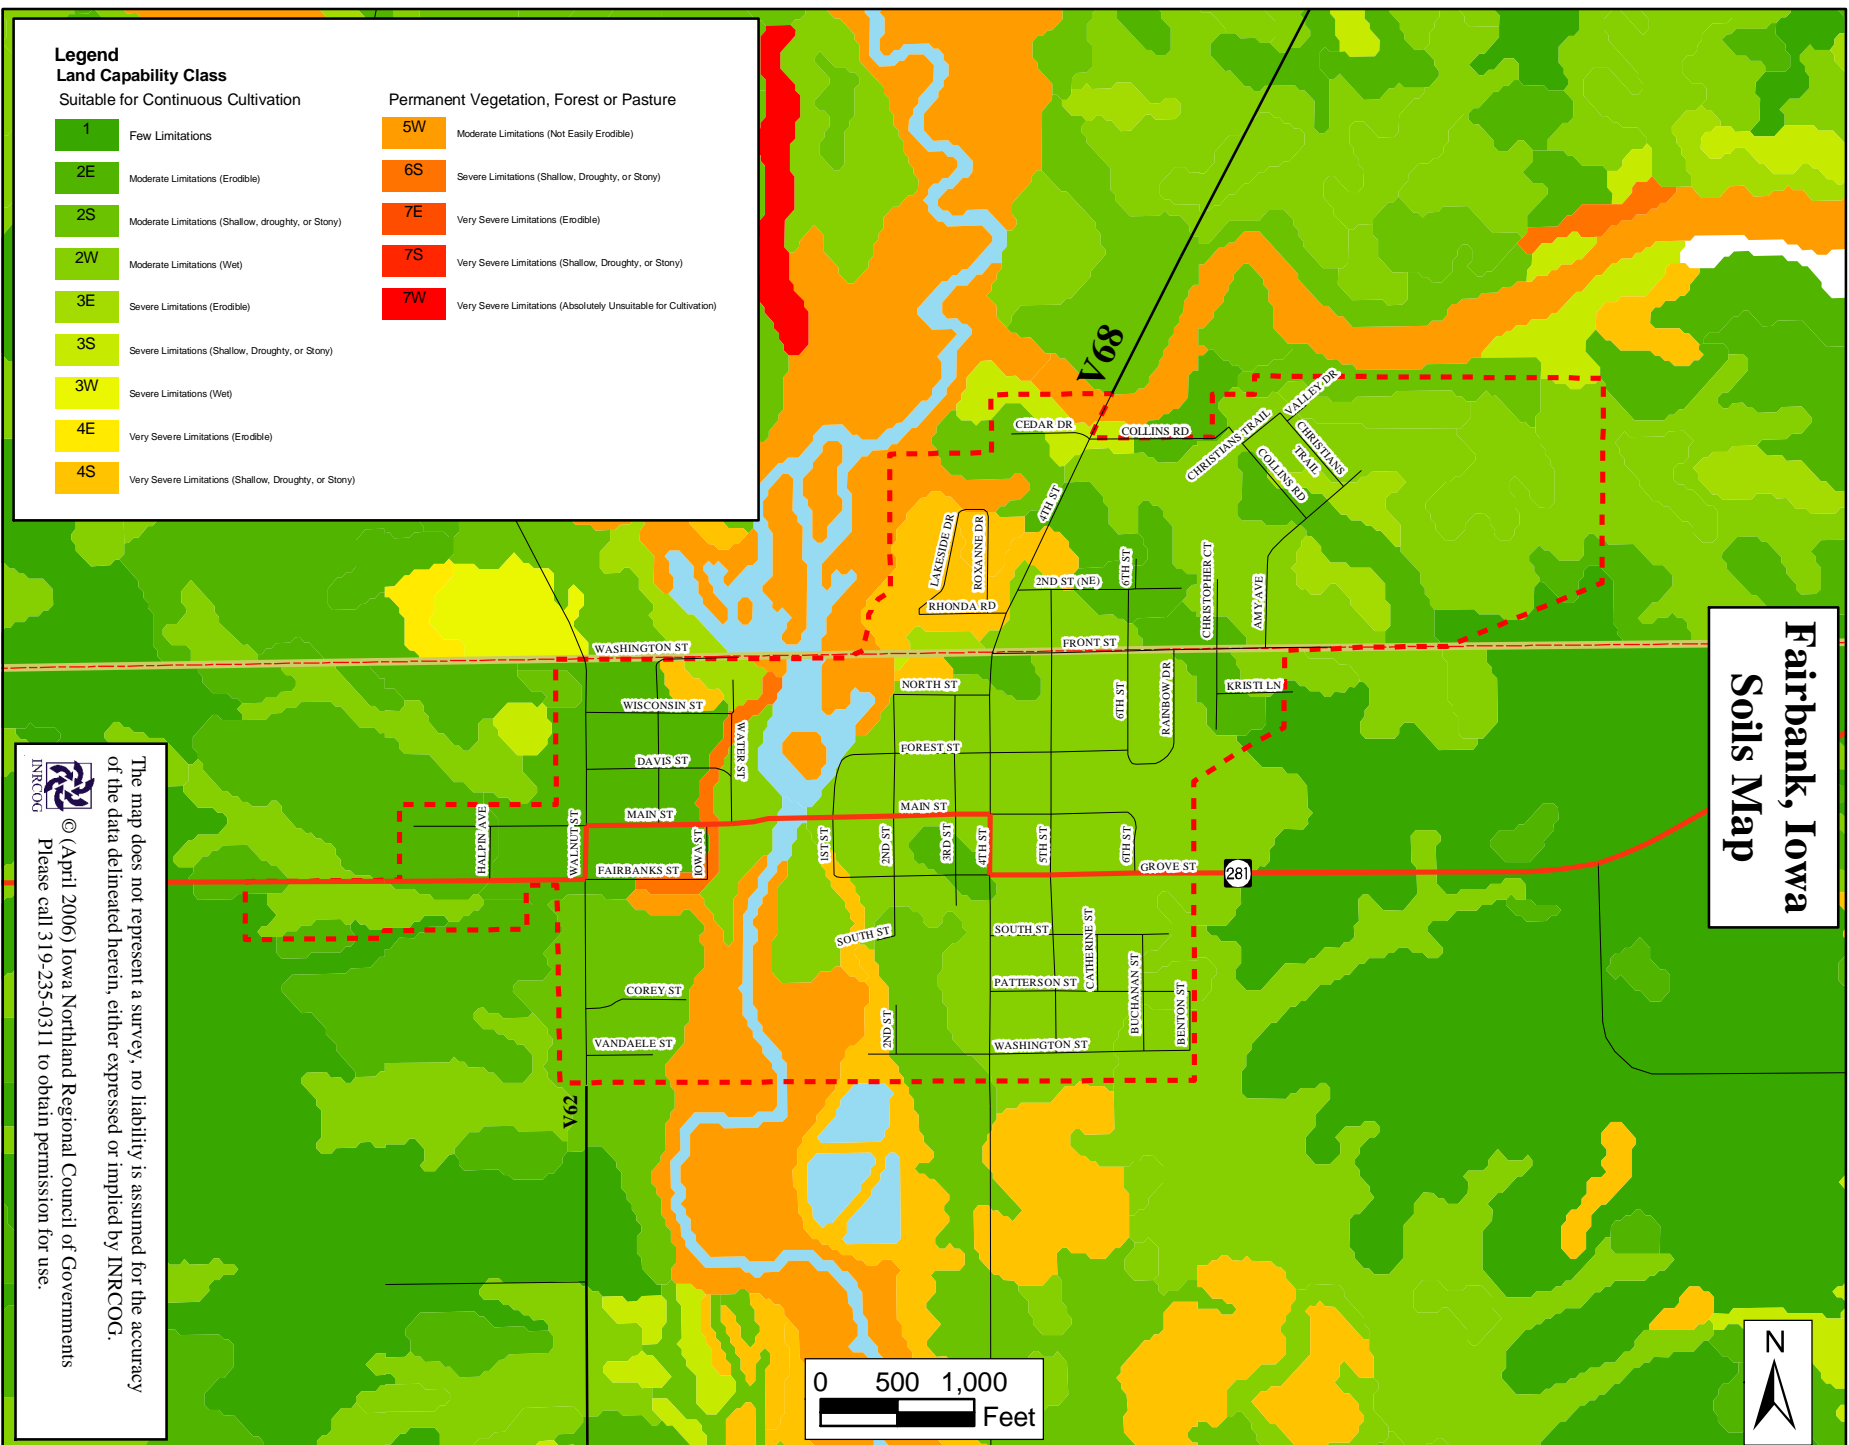 Legend
Land Capability Class
Suitable for Continuous Cultivation
1 Few Limitations
2E Moderate Limitations (Erodible)
2S Moderate Limitations (Shallow, droughty, or Stony)
2W Moderate Limitations (Wet)
3E Severe Limitations (Erodible)
3S Severe Limitations (Shallow, Droughty, or Stony)
3W Severe Limitations (Wet)
4E Very Severe Limitations (Erodible)
4S Very Severe Limitations (Shallow, Droughty, or Stony)
Permanent Vegetation, Forest or Pasture
5W Moderate Limitations (Not Easily Erodible)
6S Severe Limitations (Shallow, Droughty, or Stony)
7E Very Severe Limitations (Erodible)
7S Very Severe Limitations (Shallow, Droughty, or Stony)
7W Very Severe Limitations (Absolutely Unsuitable for Cultivation)
V68
VALLEY DR
CEDAR DR
COLLINS RD
CHRISTIANS TRAIL
CHRISTIANS
TRAIL
COLLINS RD
4TH ST
LAKESIDE DR
ROXANNE DR
6TH ST
CHRISTOPHER CT
2ND ST (NE)
AMY AVE
RHONDA RD
WASHINGTON ST
FRONT ST
NORTH ST
6TH ST
RAINBOW DR
KRISTI LN
WISCONSIN ST
WATER ST
FOREST ST
DAVIS ST
MAIN ST
MAIN ST
HALPIN AVE
WALNUT ST
IOWA ST
1ST ST
2ND ST
3RD ST
4TH ST
5TH ST
6TH ST
FAIRBANKS ST
GROVE ST
281
SOUTH ST
SOUTH ST
CATHERINE ST
COREY ST
PATTERSON ST
BUCHANAN ST
BENTON ST
2ND ST
VANDAELE ST
WASHINGTON ST
V62
Fairbank, Iowa
Soils Map
The map does not represent a survey, no liability is assumed for the accuracy
of the data delineated herein, either expressed or implied by INRCOG.
© (April 2006) Iowa Northland Regional Council of Governments
Please call 319-235-0311 to obtain permission for use.
INRCOG
0 500 1,000
Feet
N